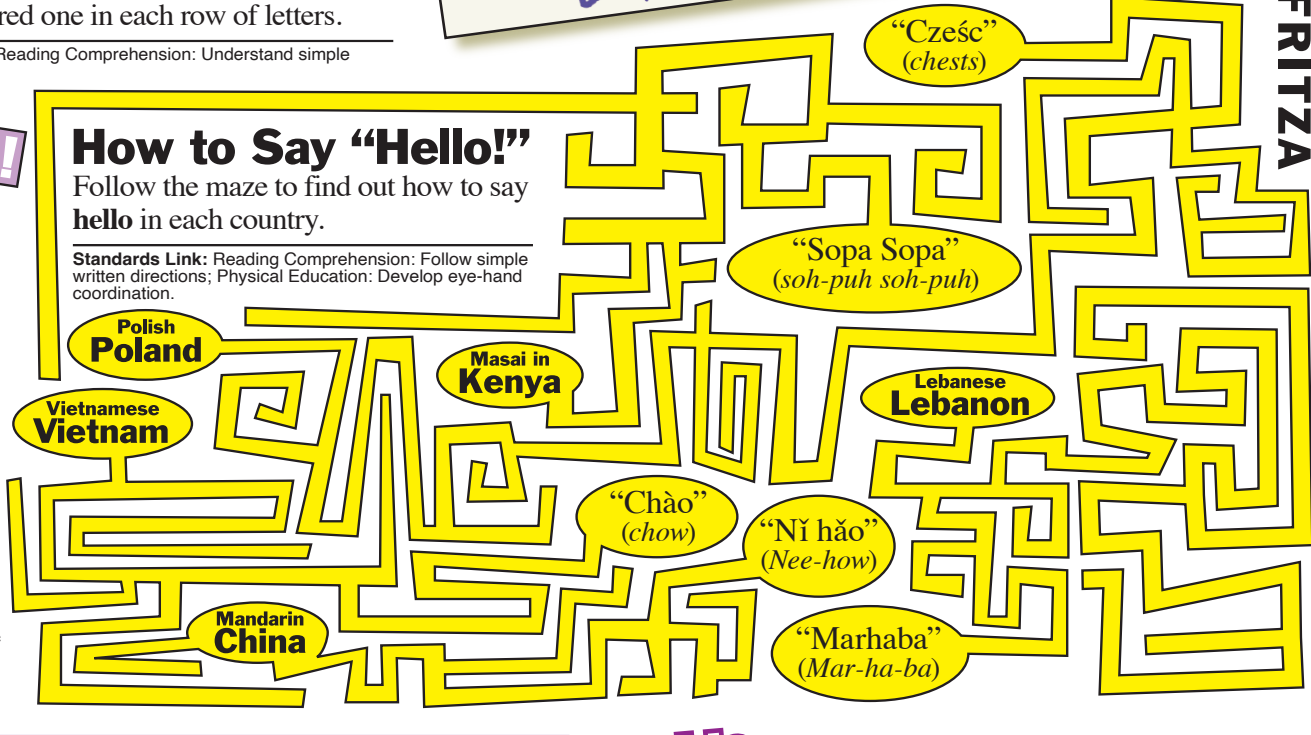 red one in each row of letters.
Reading Comprehension: Understand simple
How to Say “Hello!”
Follow the maze to find out how to say
hello in each country.
Standards Link: Reading Comprehension: Follow simple
written directions; Physical Education: Develop eye-hand
coordination.
“Cześc”
(chests)
FRITZA
“Sopa Sopa”
(soh-puh soh-puh)
Polish
Poland
Masai in
Kenya
Lebanese
Lebanon
Vietnamese
Vietnam
“Chào”
(chow)
“Nǐ hǎo”
(Nee-how)
Mandarin
China
“Marhaba”
(Mar-ha-ba)